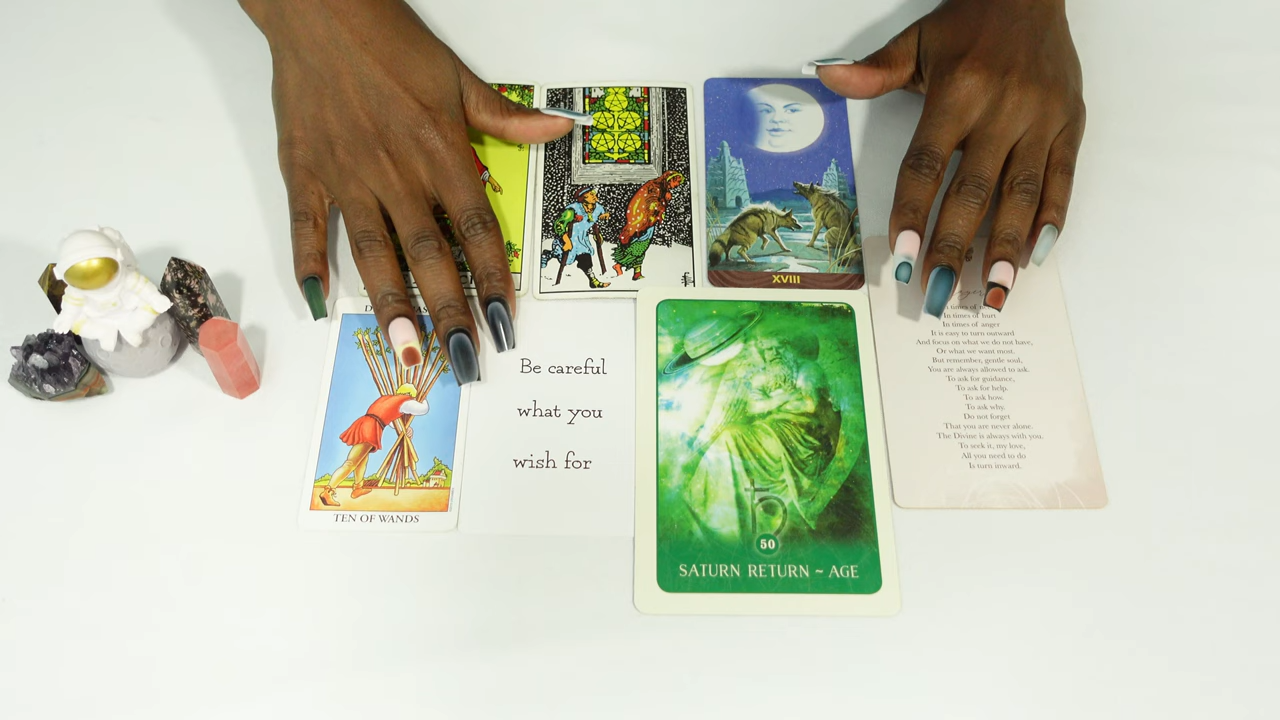 XVIII
TEN OF WANDS
Be careful
what you
wish for
50
SATURN RETURN ~ AGE
In times of
In times of hurt
In times of anger
It is easy to turn outward
And focus on what we do not have,
Or what we want most.
But remember, gentle soul,
You are always allowed to ask.
To ask for guidance,
To ask for help.
To ask how.
To ask why.
Do not forget
That you are never alone.
The Divine is always with you.
To seek it, my love,
All you need to do
Is turn inward.